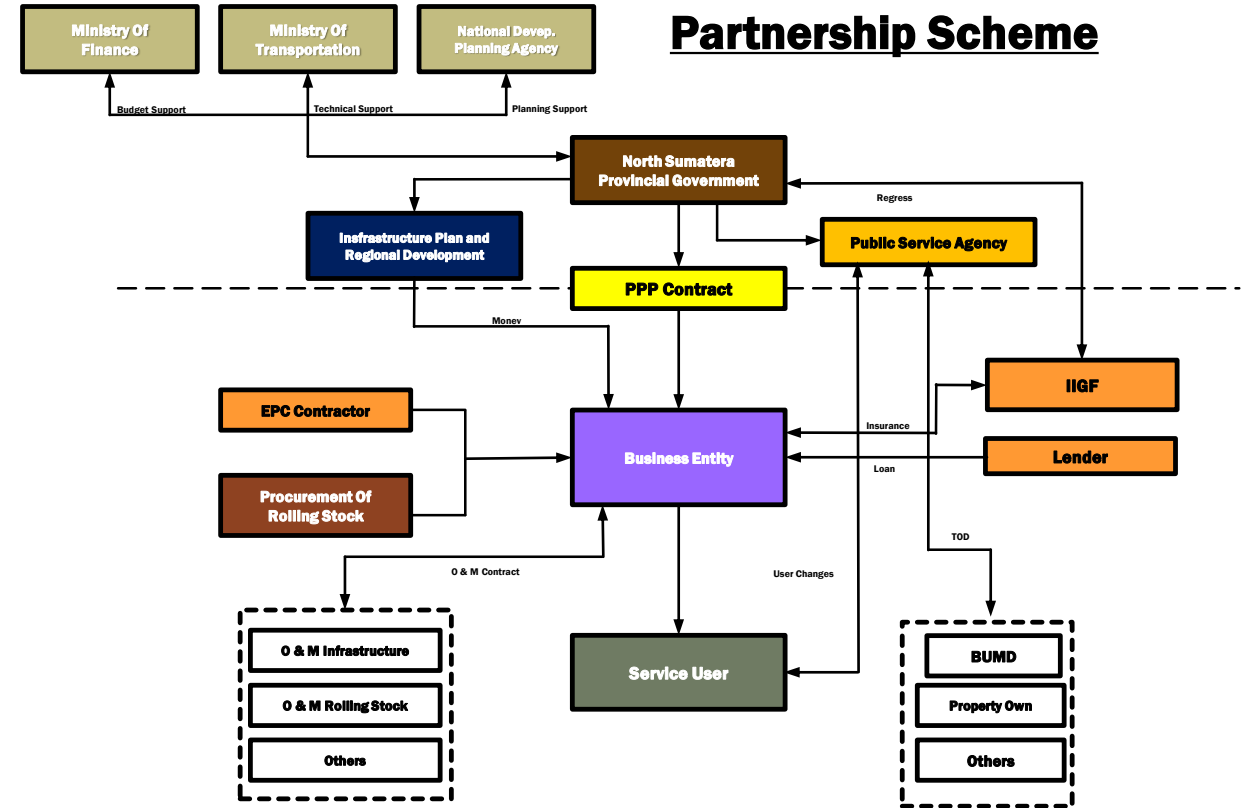 Partnership Scheme
Ministry Of
Finance
Ministry Of
Transportation
National Devep.
Planning Agency
Budget Support
Technical Support
Planning Support
North Sumatera
Provincial Government
Regress
Insfrastructure Plan and
Regional Development
Public Service Agency
PPP Contract
Monev
IIGF
EPC Contractor
Insurance
Business Entity
Lender
Loan
Procurement Of
Rolling Stock
TOD
O & M Contract
User Changes
O & M Infrastructure
O & M Rolling Stock
Others
Service User
BUMD
Property Own
Others